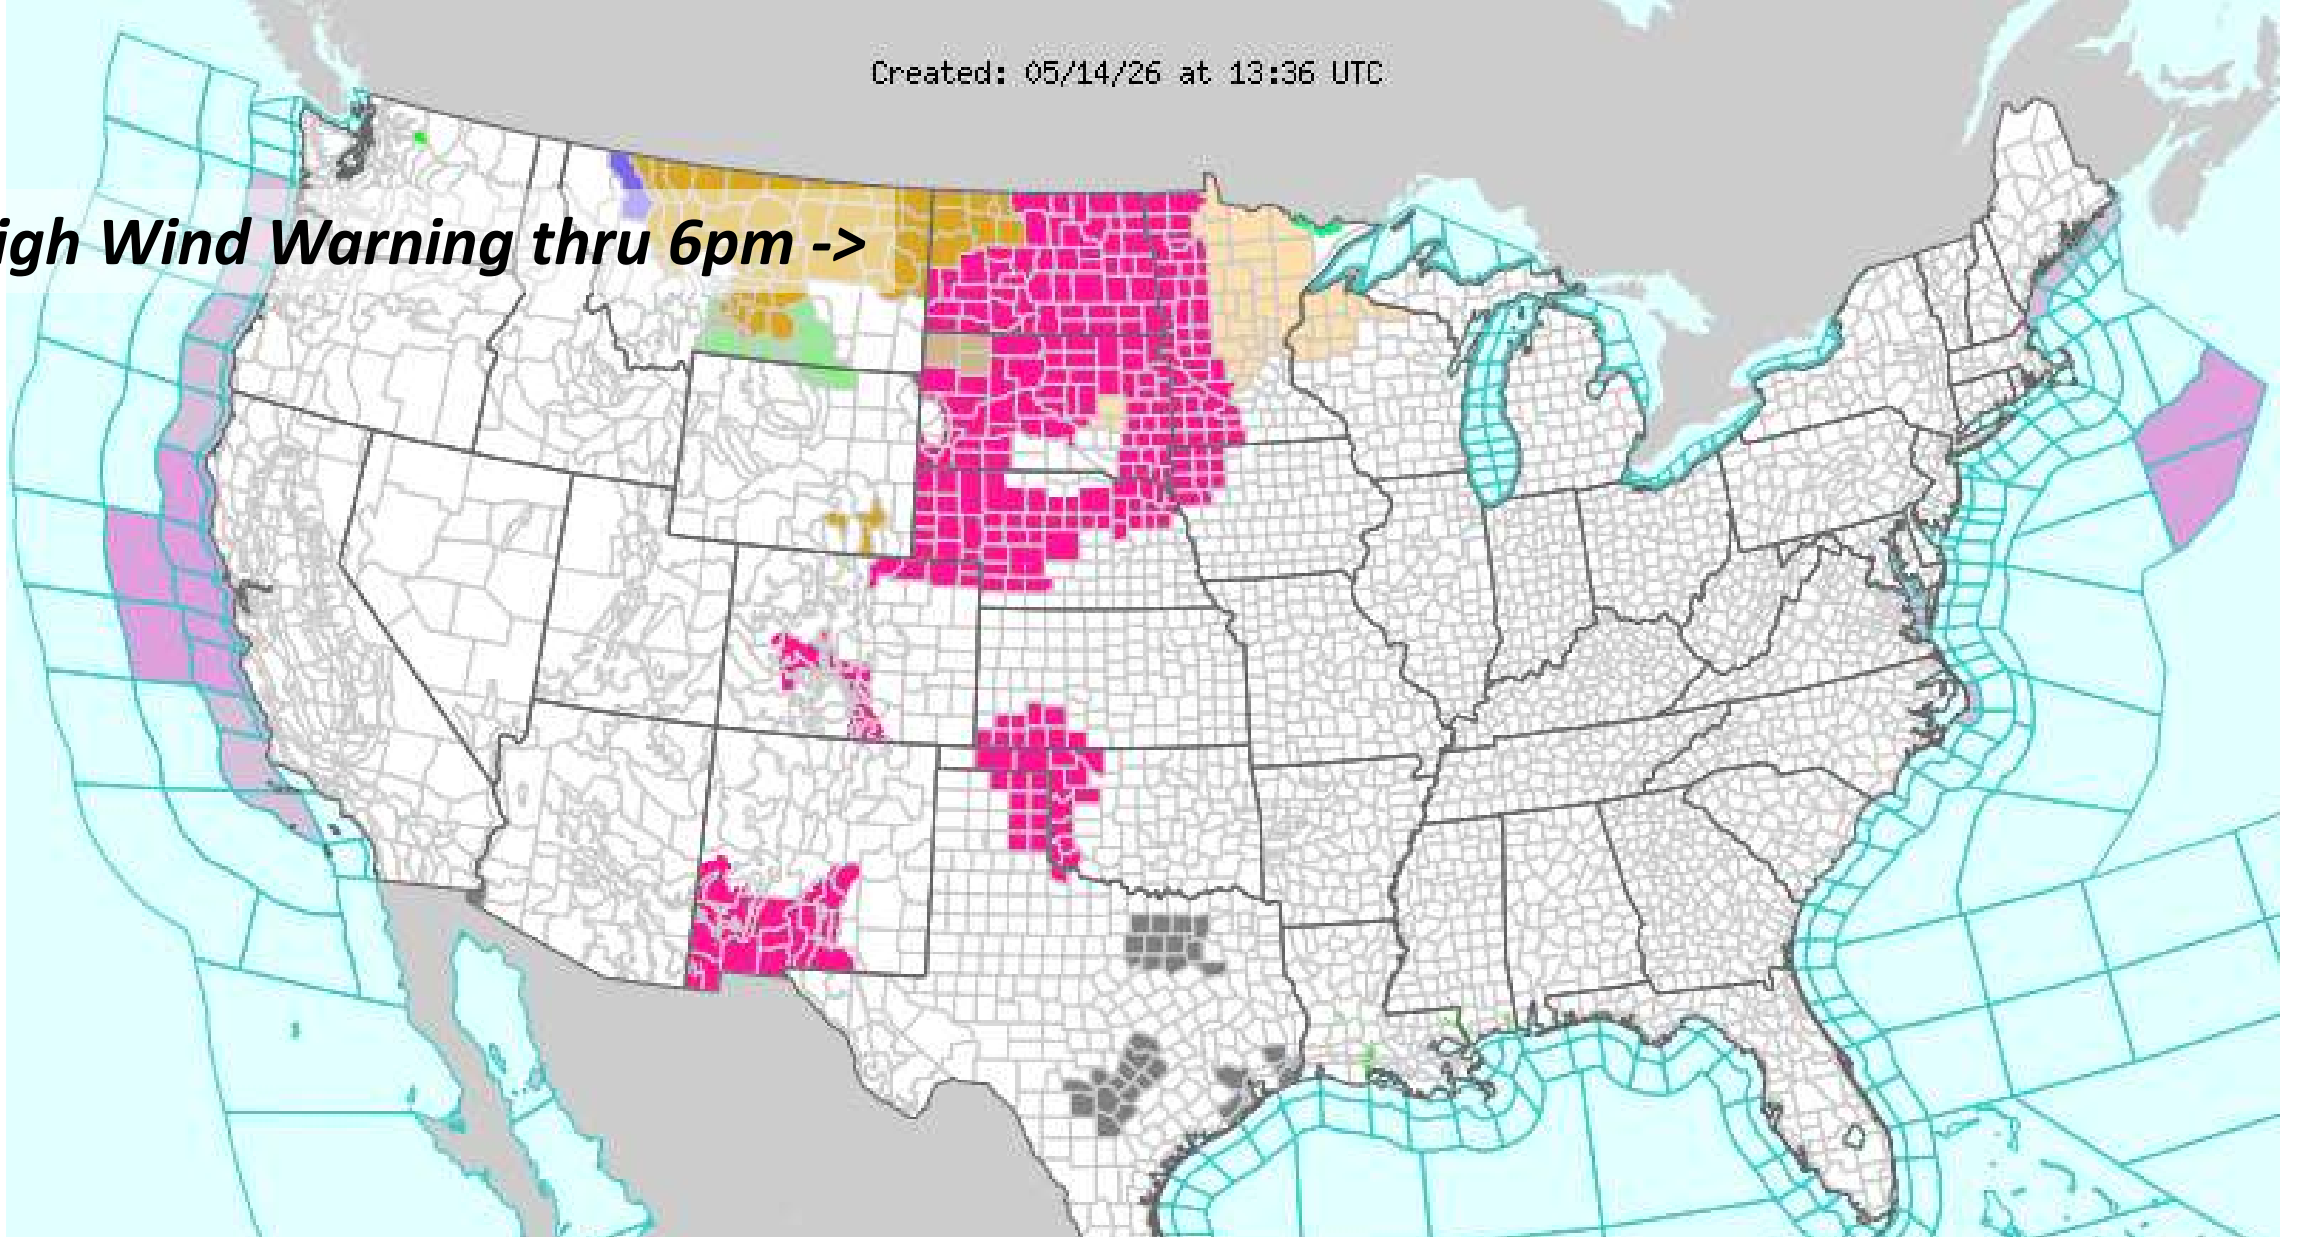 Created: 05/14/26 at 13:36 UTC
igh Wind Warning thru 6pm ->